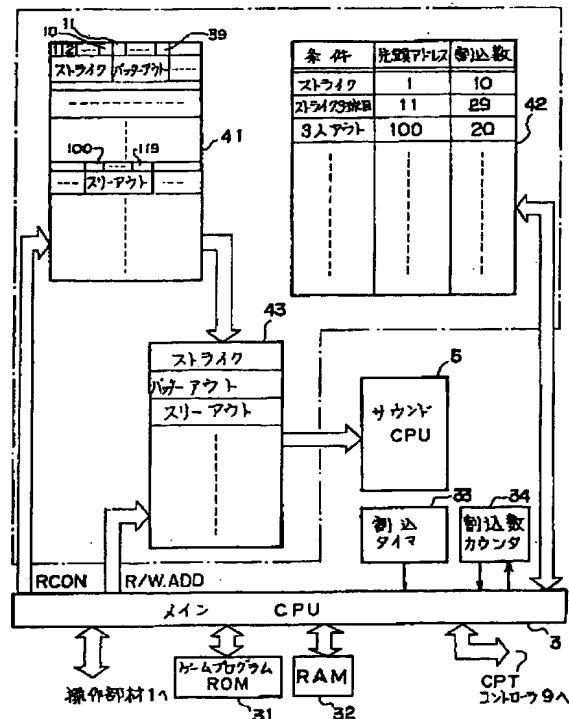 10 11
1 2 39
ストライク バッターアウト
41
100 119
スリーアウト
条件 先頭アドレス 割込数
ストライク 1 10
ストライク3球目 11 29
3人アウト 100 20
42
43
ストライク
バッターアウト
スリーアウト
5
サウンド
CPU
33
割込
タイマ
34
割込数
カウンタ
RCON R/W.ADD
メイン CPU
3
操作部材1へ
ゲームプログラム
ROM
31
RAM
32
CPT
コントローラ9へ